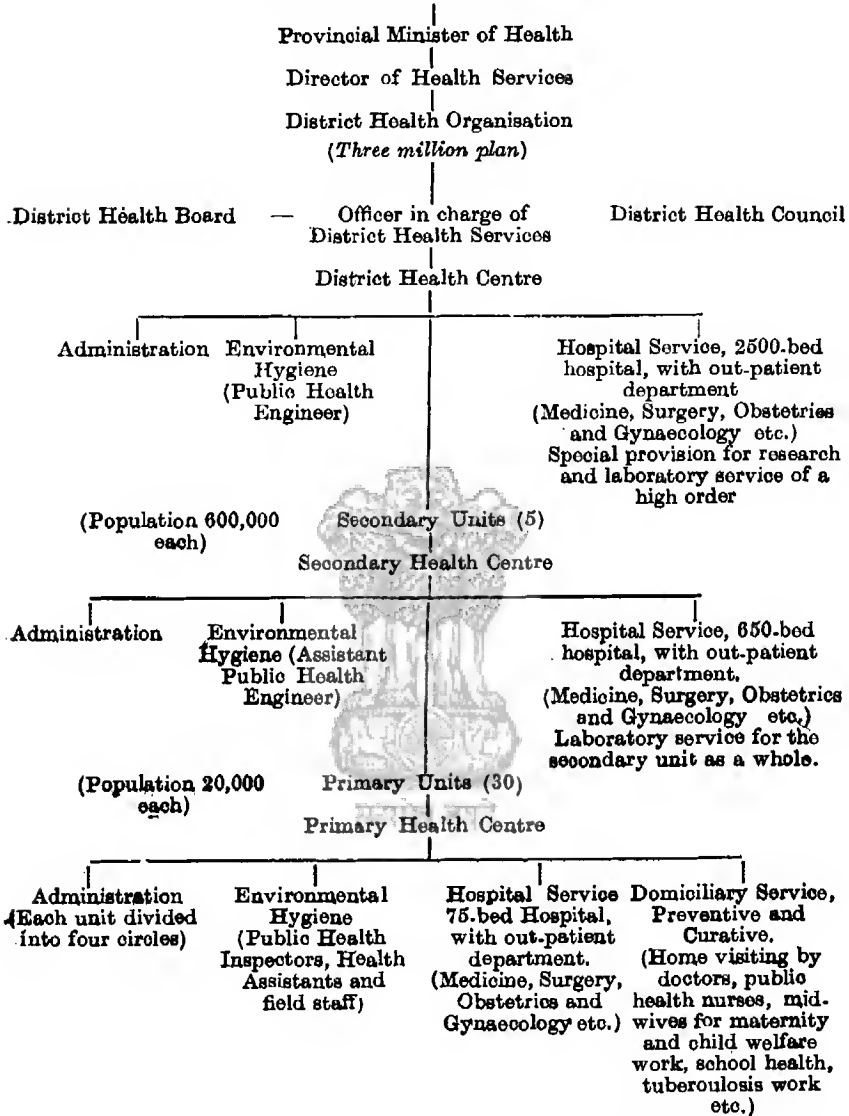 Provincial Minister of Health
Director of Health Services
District Health Organisation
(Three million plan)
District Health Board — Officer in charge of District Health Services District Health Council
District Health Centre
Administration
Environmental
Hygiene
(Public Health
Engineer)
Hospital Service, 2500-bed
hospital, with out-patient
department
(Medicine, Surgery, Obstetrics
and Gynaecology etc.)
Special provision for research
and laboratory service of a
high order
(Population 600,000
each)
Secondary Units (5)
Secondary Health Centre
Administration
Environmental
Hygiene (Assistant
Public Health
Engineer)
Hospital Service, 650-bed
hospital, with out-patient
department.
(Medicine, Surgery, Obstetrics
and Gynaecology etc.)
Laboratory service for the
secondary unit as a whole.
(Population 20,000
each)
Primary Units (30)
Primary Health Centre
Administration
(Each unit divided
into four circles)
Environmental
Hygiene
(Public Health
Inspectors, Health
Assistants and
field staff)
Hospital Service
75-bed Hospital,
with out-patient
department.
(Medicine, Surgery,
Obstetrics and
Gynaecology etc.)
Domiciliary Service,
Preventive and
Curative.
(Home visiting by
doctors, public
health nurses, mid-
wives for maternity
and child welfare
work, school health,
tuberculosis work
etc.)